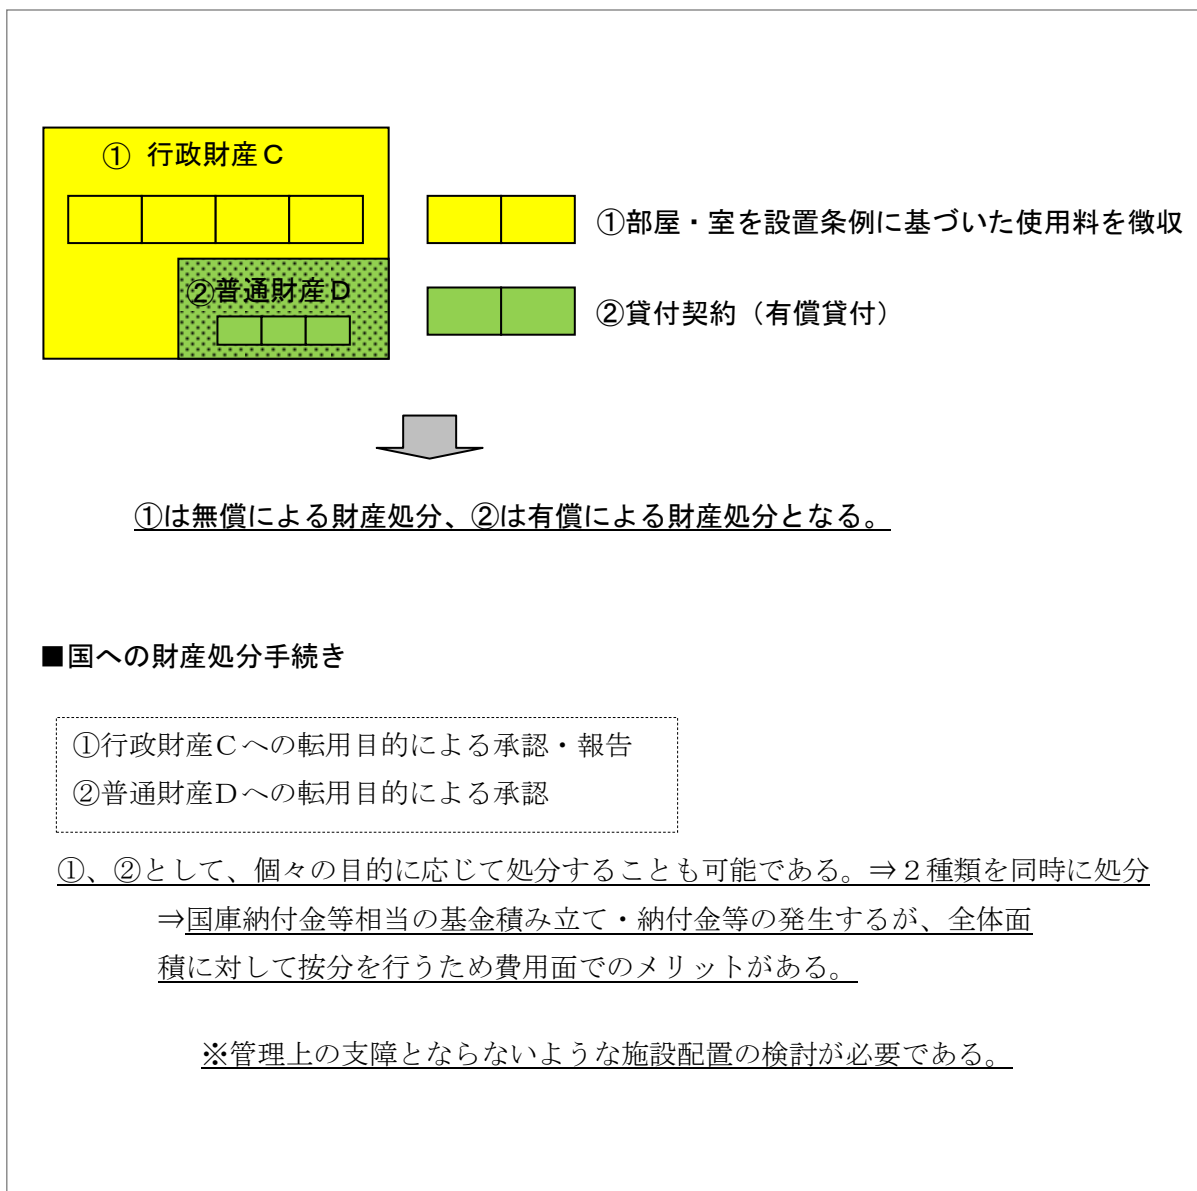 ① 行政財産Ｃ
①部屋・室を設置条例に基づいた使用料を徴収
②普通財産Ｄ
②貸付契約（有償貸付）
①は無償による財産処分、②は有償による財産処分となる。
■国への財産処分手続き
①行政財産Ｃへの転用目的による承認・報告
②普通財産Ｄへの転用目的による承認
①、②として、個々の目的に応じて処分することも可能である。⇒２種類を同時に処分
⇒国庫納付金等相当の基金積み立て・納付金等の発生するが、全体面
積に対して按分を行うため費用面でのメリットがある。
※管理上の支障とならないような施設配置の検討が必要である。